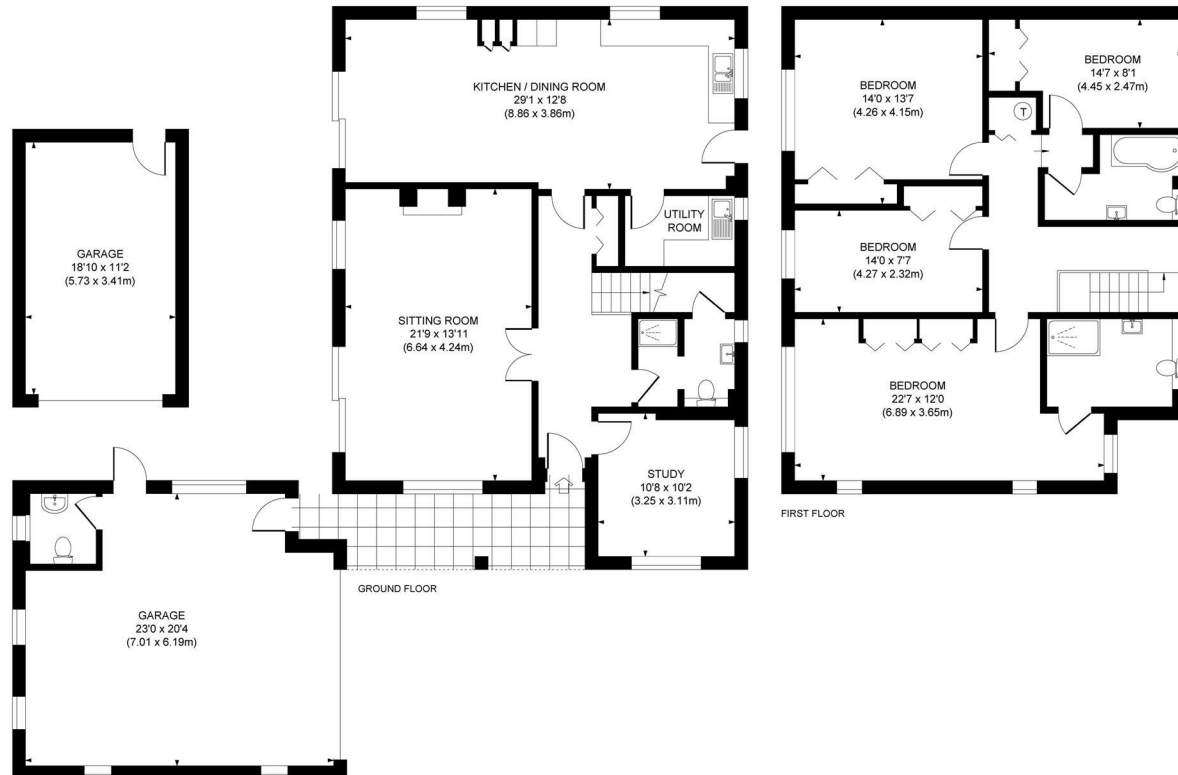 KITCHEN / DINING ROOM
29'1 x 12'8
(8.86 x 3.86m)
UTILITY
ROOM
GARAGE
18'10 x 11'2
(5.73 x 3.41m)
SITTING ROOM
21'9 x 13'11
(6.64 x 4.24m)
STUDY
10'8 x 10'2
(3.25 x 3.11m)
GROUND FLOOR
GARAGE
23'0 x 20'4
(7.01 x 6.19m)
BEDROOM
14'0 x 13'7
(4.26 x 4.15m)
BEDROOM
14'7 x 8'1
(4.45 x 2.47m)
T
BEDROOM
14'0 x 7'7
(4.27 x 2.32m)
BEDROOM
22'7 x 12'0
(6.89 x 3.65m)
FIRST FLOOR